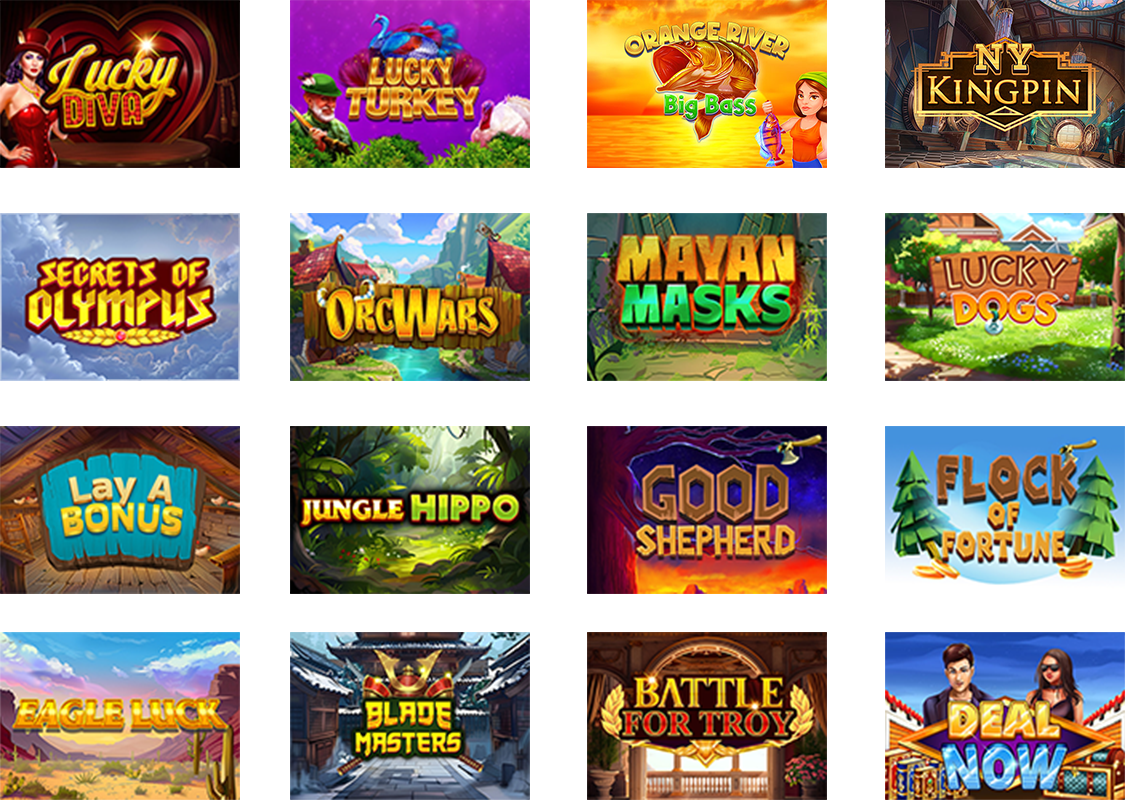 Lucky
DIVA
LUCKY
TURKEY
ORANGE RIVER
Big Bass
NY
KINGPIN
SECRETS OF
OLYMPUS
ORCWARS
MAYAN
MASKS
LUCKY
DOGS
Lay A
BONUS
JUNGLE HIPPO
GOOD
SHEPHERD
FLOCK
OF
FORTUNE
EAGLE LUCK
BLADE
MASTERS
BATTLE
FOR TROY
DEAL
NOW